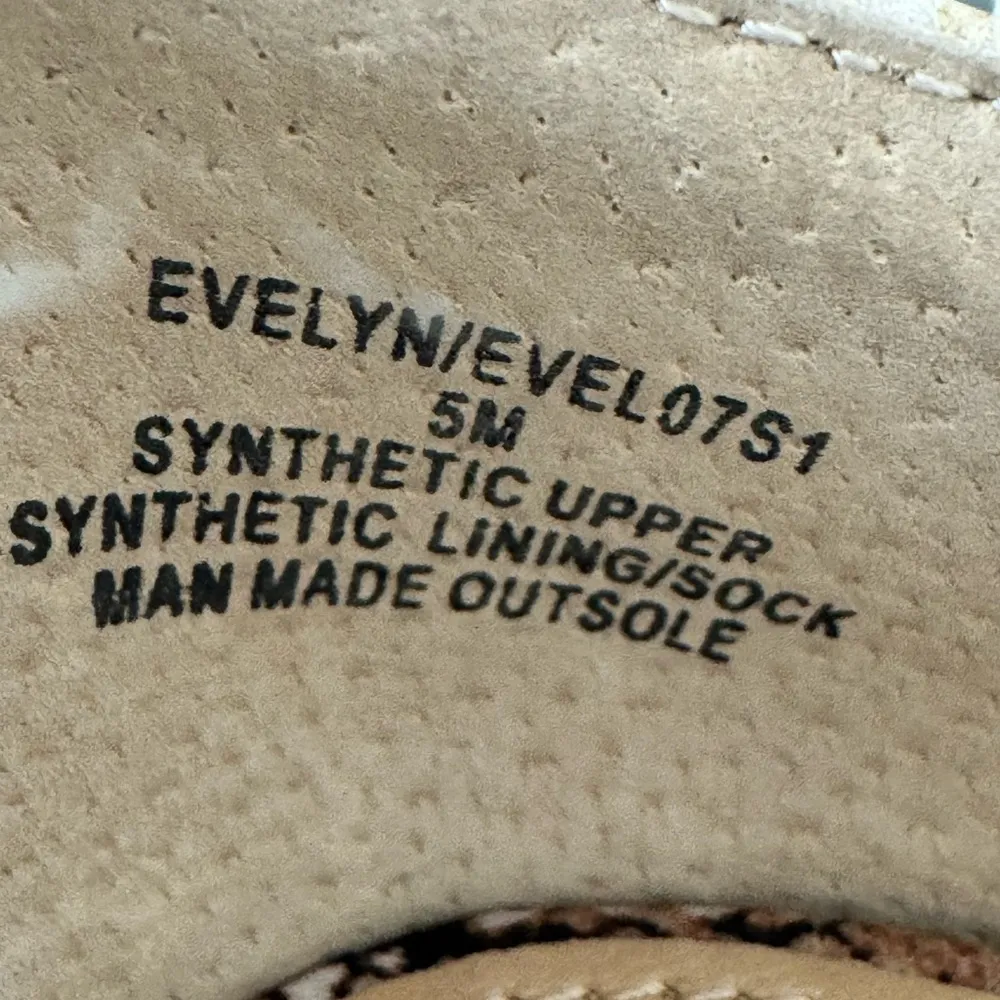 EVELYN/EVEL07S1
5M
SYNTHETIC UPPER
SYNTHETIC LINING/SOCK
MAN MADE OUTSOLE